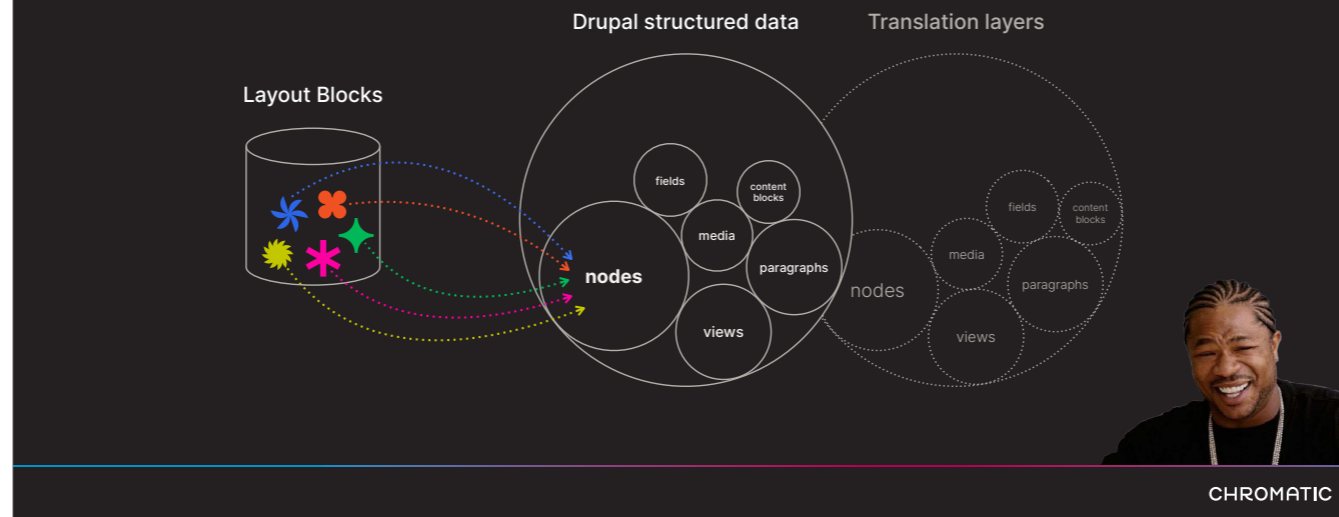 Drupal structured data
Translation layers
Layout Blocks
fields
content
blocks
media
nodes
paragraphs
views
fields
content
blocks
media
nodes
paragraphs
views
CHROMATIC